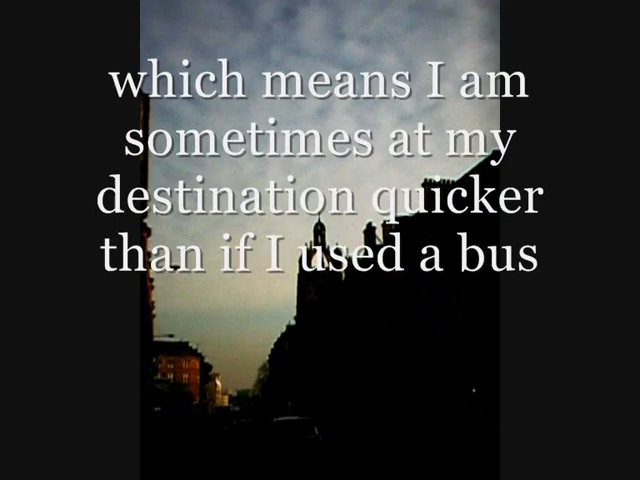 which means I am
sometimes at my
destination quicker
than if I used a bus